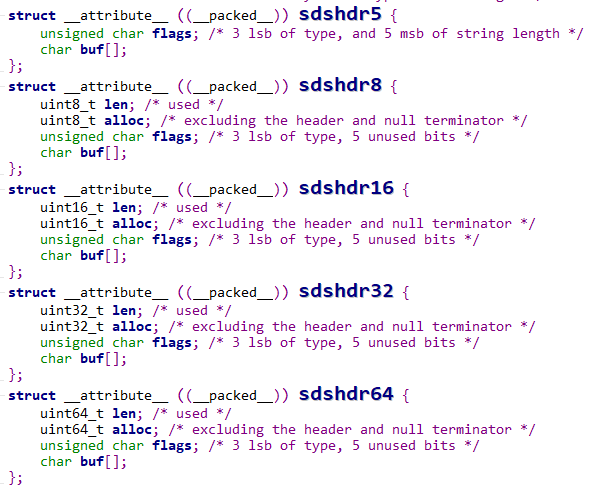 struct __attribute__ ((__packed__)) sdshdr5 {
    unsigned char flags; /* 3 lsb of type, and 5 msb of string length */
    char buf[];
};
struct __attribute__ ((__packed__)) sdshdr8 {
    uint8_t len; /* used */
    uint8_t alloc; /* excluding the header and null terminator */
    unsigned char flags; /* 3 lsb of type, 5 unused bits */
    char buf[];
};
struct __attribute__ ((__packed__)) sdshdr16 {
    uint16_t len; /* used */
    uint16_t alloc; /* excluding the header and null terminator */
    unsigned char flags; /* 3 lsb of type, 5 unused bits */
    char buf[];
};
struct __attribute__ ((__packed__)) sdshdr32 {
    uint32_t len; /* used */
    uint32_t alloc; /* excluding the header and null terminator */
    unsigned char flags; /* 3 lsb of type, 5 unused bits */
    char buf[];
};
struct __attribute__ ((__packed__)) sdshdr64 {
    uint64_t len; /* used */
    uint64_t alloc; /* excluding the header and null terminator */
    unsigned char flags; /* 3 lsb of type, 5 unused bits */
    char buf[];
};